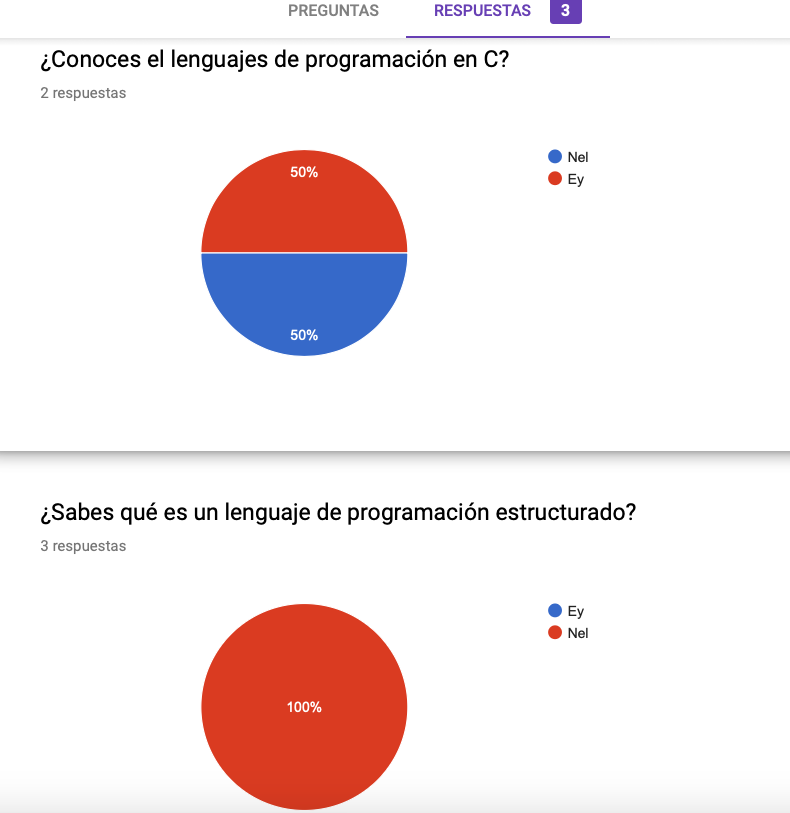 PREGUNTAS RESPUESTAS 3
¿Conoces el lenguajes de programación en C?
2 respuestas
50%
50%
Nel
Ey
¿Sabes qué es un lenguaje de programación estructurado?
3 respuestas
100%
Ey
Nel